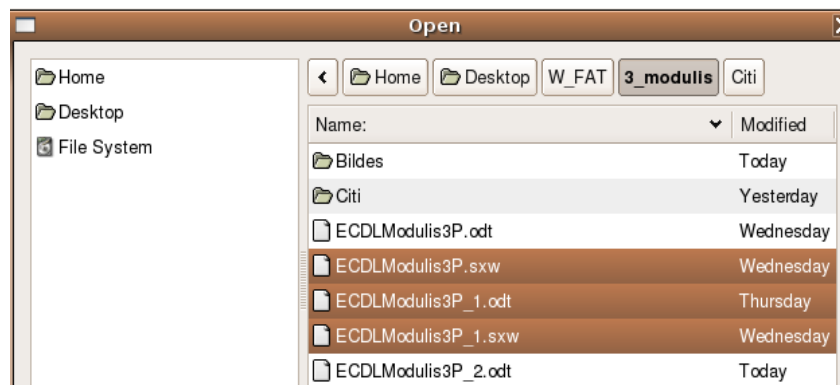 Open
Home
Desktop
File System
Home Desktop W_FAT 3_modulis Citi
Name: Modified
Bildes Today
Citi Yesterday
ECDLModulis3P.odt Wednesday
ECDLModulis3P.sxw Wednesday
ECDLModulis3P_1.odt Thursday
ECDLModulis3P_1.sxw Wednesday
ECDLModulis3P_2.odt Today